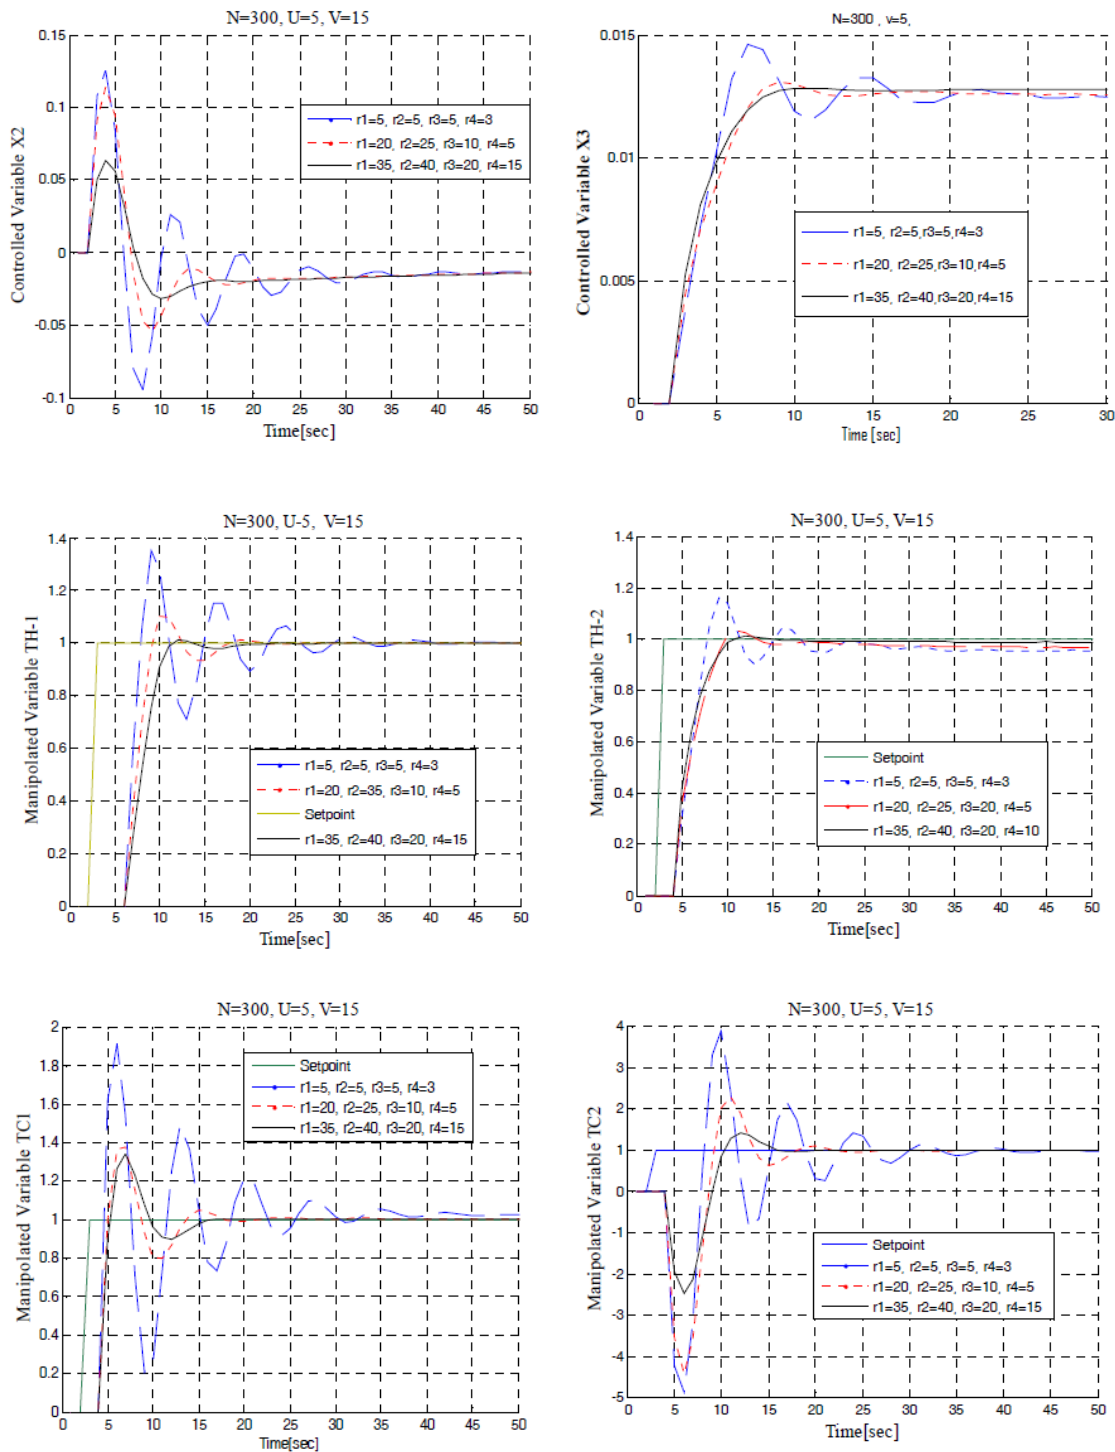 N=300, U=5, V=15
0.15
0.1
0.05
0
-0.05
-0.1
Controlled Variable X2
r1=5, r2=5, r3=5, r4=3
r1=20, r2=25, r3=10, r4=5
r1=35, r2=40, r3=20, r4=15
0 5 10 15 20 25 30 35 40 45 50
Time[sec]
N=300 , v=5,
0.015
0.01
0.005
0
Controlled Variable X3
r1=5, r2=5,r3=5,r4=3
r1=20, r2=25,r3=10,r4=5
r1=35, r2=40,r3=20,r4=15
0 5 10 15 20 25 30
Time [sec]
N=300, U-5, V=15
1.4
1.2
1
0.8
0.6
0.4
0.2
0
Manipolated Variable TH-1
r1=5, r2=5, r3=5, r4=3
r1=20, r2=35, r3=10, r4=5
Setpoint
r1=35, r2=40, r3=20, r4=15
0 5 10 15 20 25 30 35 40 45 50
Time[sec]
N=300, U=5, V=15
1.4
1.2
1
0.8
0.6
0.4
0.2
0
Manipolated Variable TH-2
Setpoint
r1=5, r2=5, r3=5, r4=3
r1=20, r2=25, r3=20, r4=5
r1=35, r2=40, r3=20, r4=10
0 5 10 15 20 25 30 35 40 45 50
Time[sec]
N=300, U=5, V=15
2
1.8
1.6
1.4
1.2
1
0.8
0.6
0.4
0.2
0
Manipolated Variable TC1
Setpoint
r1=5, r2=5, r3=5, r4=3
r1=20, r2=25, r3=10, r4=5
r1=35, r2=40, r3=20, r4=15
0 5 10 15 20 25 30 35 40 45 50
Time[sec]
N=300, U=5, V=15
4
3
2
1
0
-1
-2
-3
-4
-5
Manipolated Variable TC2
Setpoint
r1=5, r2=5, r3=5, r4=3
r1=20, r2=25, r3=10, r4=5
r1=35, r2=40, r3=20, r4=15
0 5 10 15 20 25 30 35 40 45 50
Time[sec]